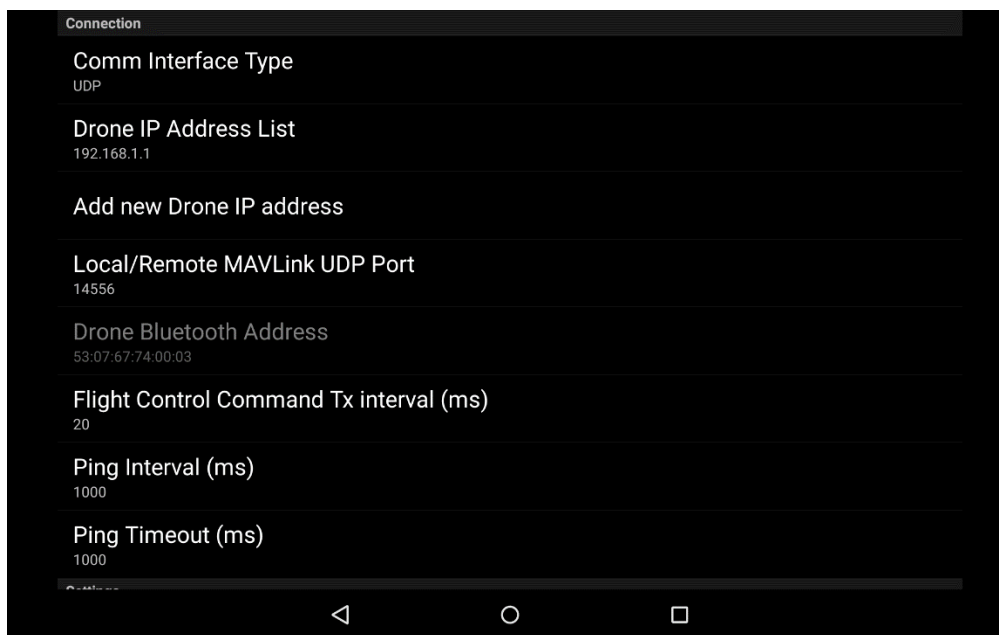 Connection
Comm Interface Type
UDP
Drone IP Address List
192.168.1.1
Add new Drone IP address
Local/Remote MAVLink UDP Port
14556
Drone Bluetooth Address
53:07:67:74:00:03
Flight Control Command Tx interval (ms)
20
Ping Interval (ms)
1000
Ping Timeout (ms)
1000
Settings